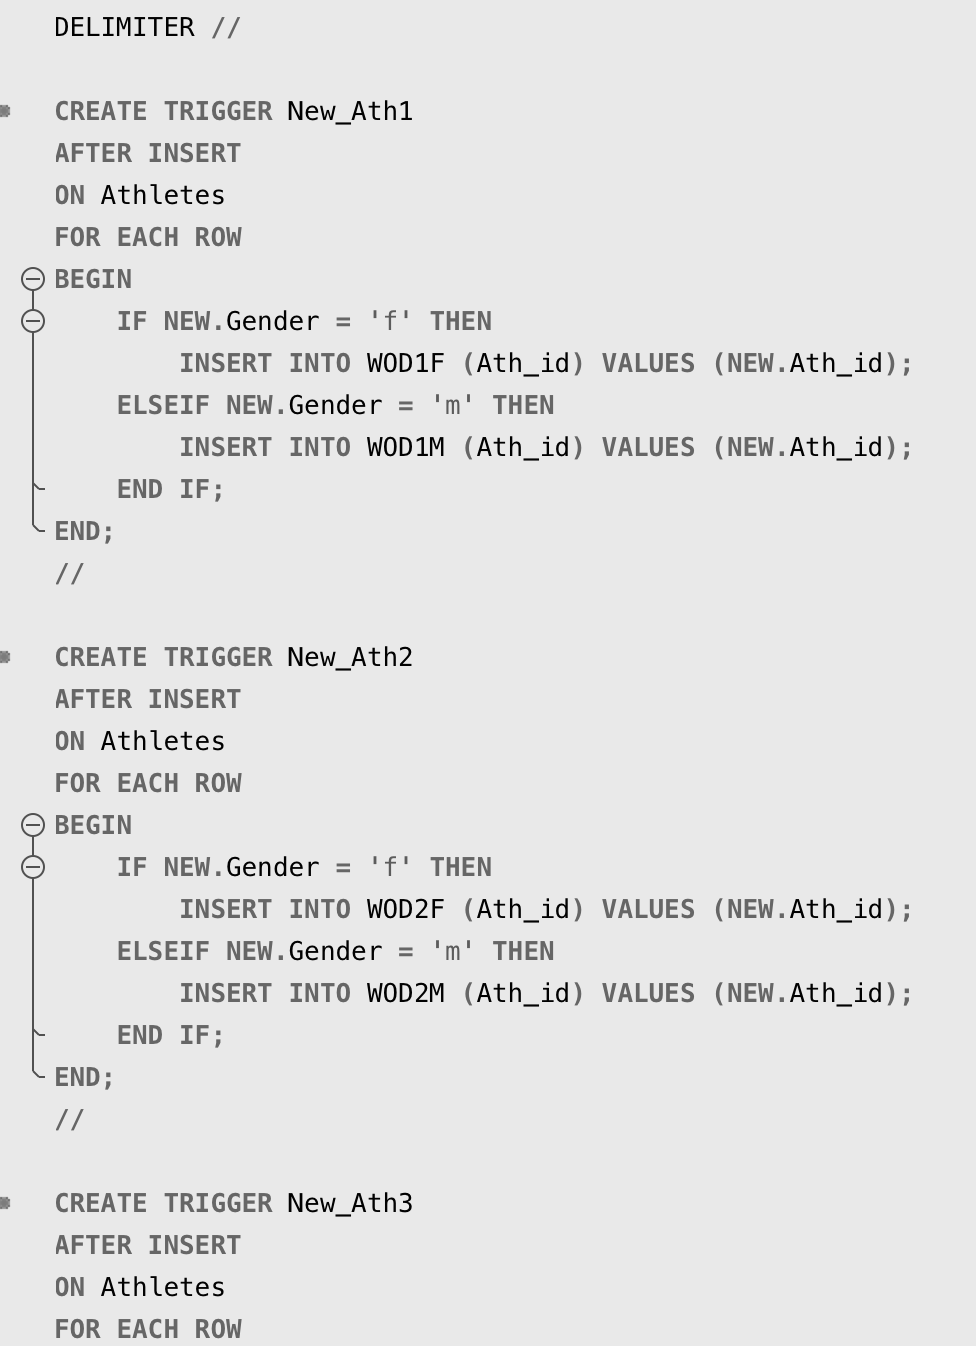 DELIMITER //
CREATE TRIGGER New_Ath1
AFTER INSERT
ON Athletes
FOR EACH ROW
BEGIN
IF NEW.Gender = 'f' THEN
INSERT INTO WOD1F (Ath_id) VALUES (NEW.Ath_id);
ELSEIF NEW.Gender = 'm' THEN
INSERT INTO WOD1M (Ath_id) VALUES (NEW.Ath_id);
END IF;
END;
//
CREATE TRIGGER New_Ath2
AFTER INSERT
ON Athletes
FOR EACH ROW
BEGIN
IF NEW.Gender = 'f' THEN
INSERT INTO WOD2F (Ath_id) VALUES (NEW.Ath_id);
ELSEIF NEW.Gender = 'm' THEN
INSERT INTO WOD2M (Ath_id) VALUES (NEW.Ath_id);
END IF;
END;
//
CREATE TRIGGER New_Ath3
AFTER INSERT
ON Athletes
FOR EACH ROW